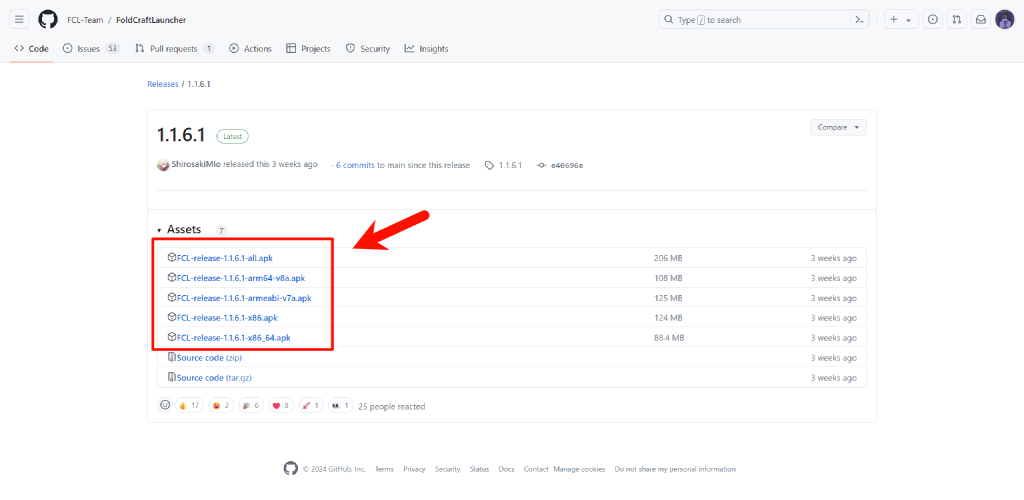 FCL-Team / FoldCraftLauncher
Type / to search
Code
Issues 53
Pull requests 1
Actions
Projects
Security
Insights
Releases / 1.1.6.1
1.1.6.1 Latest
Compare
ShirosakiMio released this 3 weeks ago · 6 commits to main since this release 1.1.6.1 e40696e
Assets 7
FCL-release-1.1.6.1-all.apk 206 MB 3 weeks ago
FCL-release-1.1.6.1-arm64-v8a.apk 108 MB 3 weeks ago
FCL-release-1.1.6.1-armeabi-v7a.apk 125 MB 3 weeks ago
FCL-release-1.1.6.1-x86.apk 124 MB 3 weeks ago
FCL-release-1.1.6.1-x86_64.apk 88.4 MB 3 weeks ago
Source code (zip) 3 weeks ago
Source code (tar.gz) 3 weeks ago
17 2 6 8 1 1 25 people reacted
© 2024 GitHub, Inc. Terms Privacy Security Status Docs Contact Manage cookies Do not share my personal information